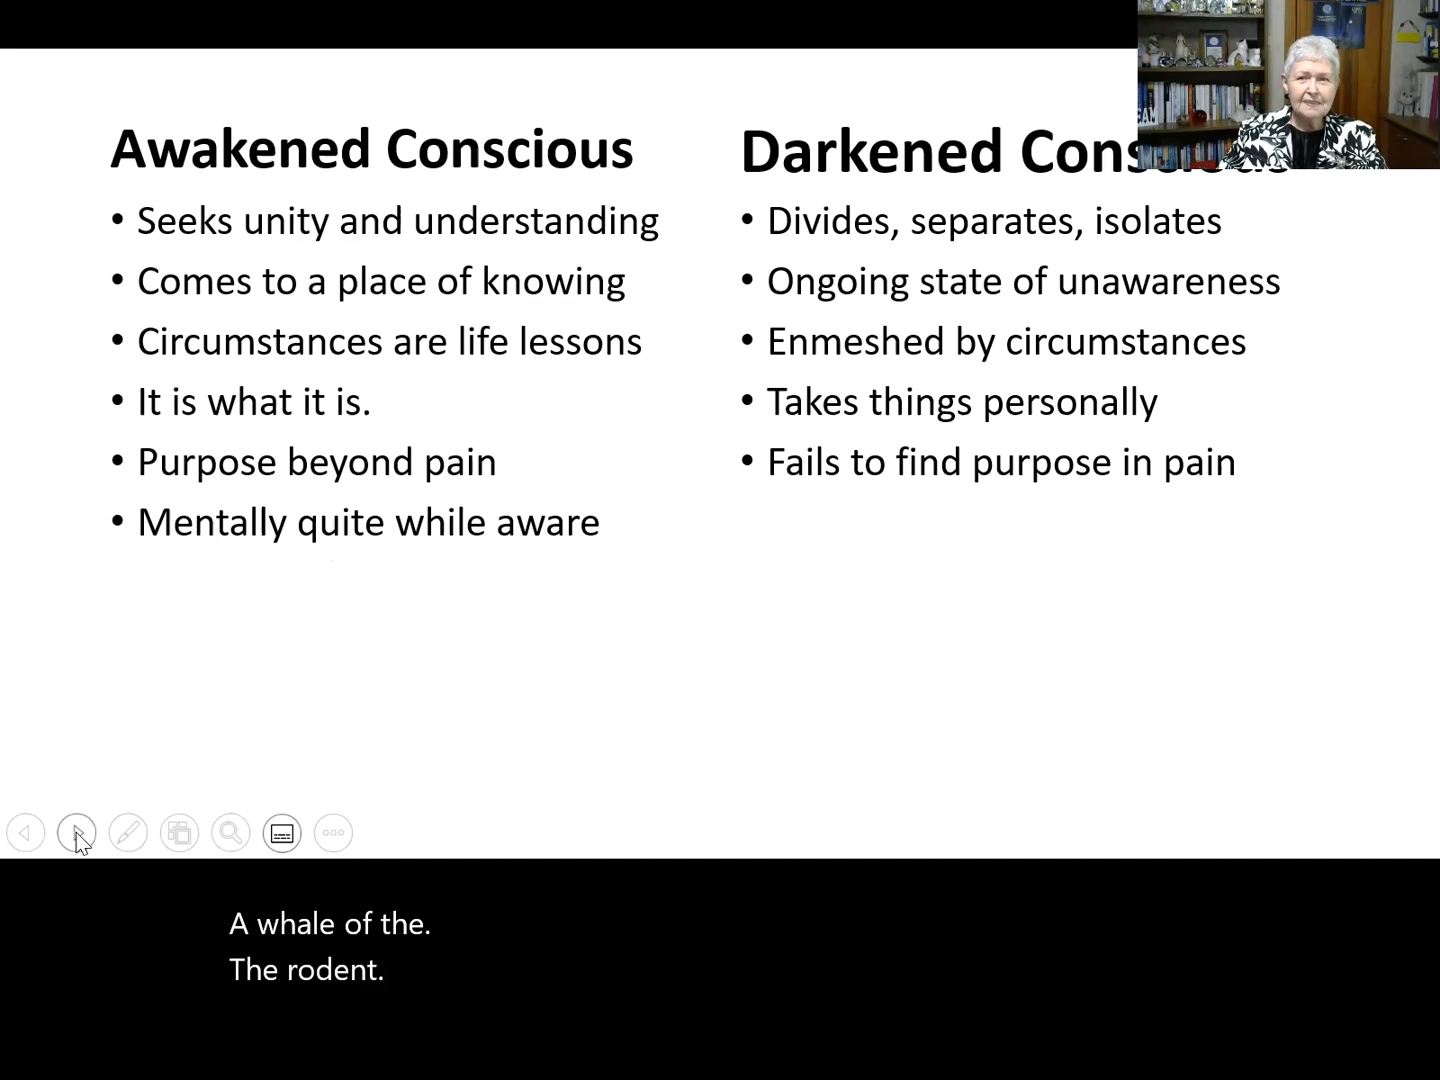 Awakened Conscious
• Seeks unity and understanding
• Comes to a place of knowing
• Circumstances are life lessons
• It is what it is.
• Purpose beyond pain
• Mentally quite while aware
Darkened
• Divides, separates, isolates
• Ongoing state of unawareness
• Enmeshed by circumstances
• Takes things personally
• Fails to find purpose in pain
A whale of the.
The rodent.